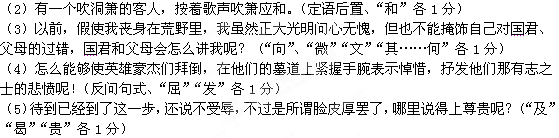 （2）有一个吹洞箫的客人，按着歌声吹箫应和。（定语后置、“和”各1分）
（3）以前，假使我丧身在荒野里，我虽然正大光明问心无愧，但也不能掩饰自己对国君、
父母的过错，国君和父母会怎么讲我呢？（“向”、“微”“文”“其……何”各1分）
（4）怎么能够使英雄豪杰们拜倒，在他们的墓道上紧握手腕表示悼惜，抒发他们那有志之
士的悲愤呢！（反问句式、“屈”“发”各1分）
（5）待到已经到了这一步，还说不受辱，不过是所谓脸皮厚罢了，哪里说得上尊贵呢？（“及”
“曷”“贵”各1分）